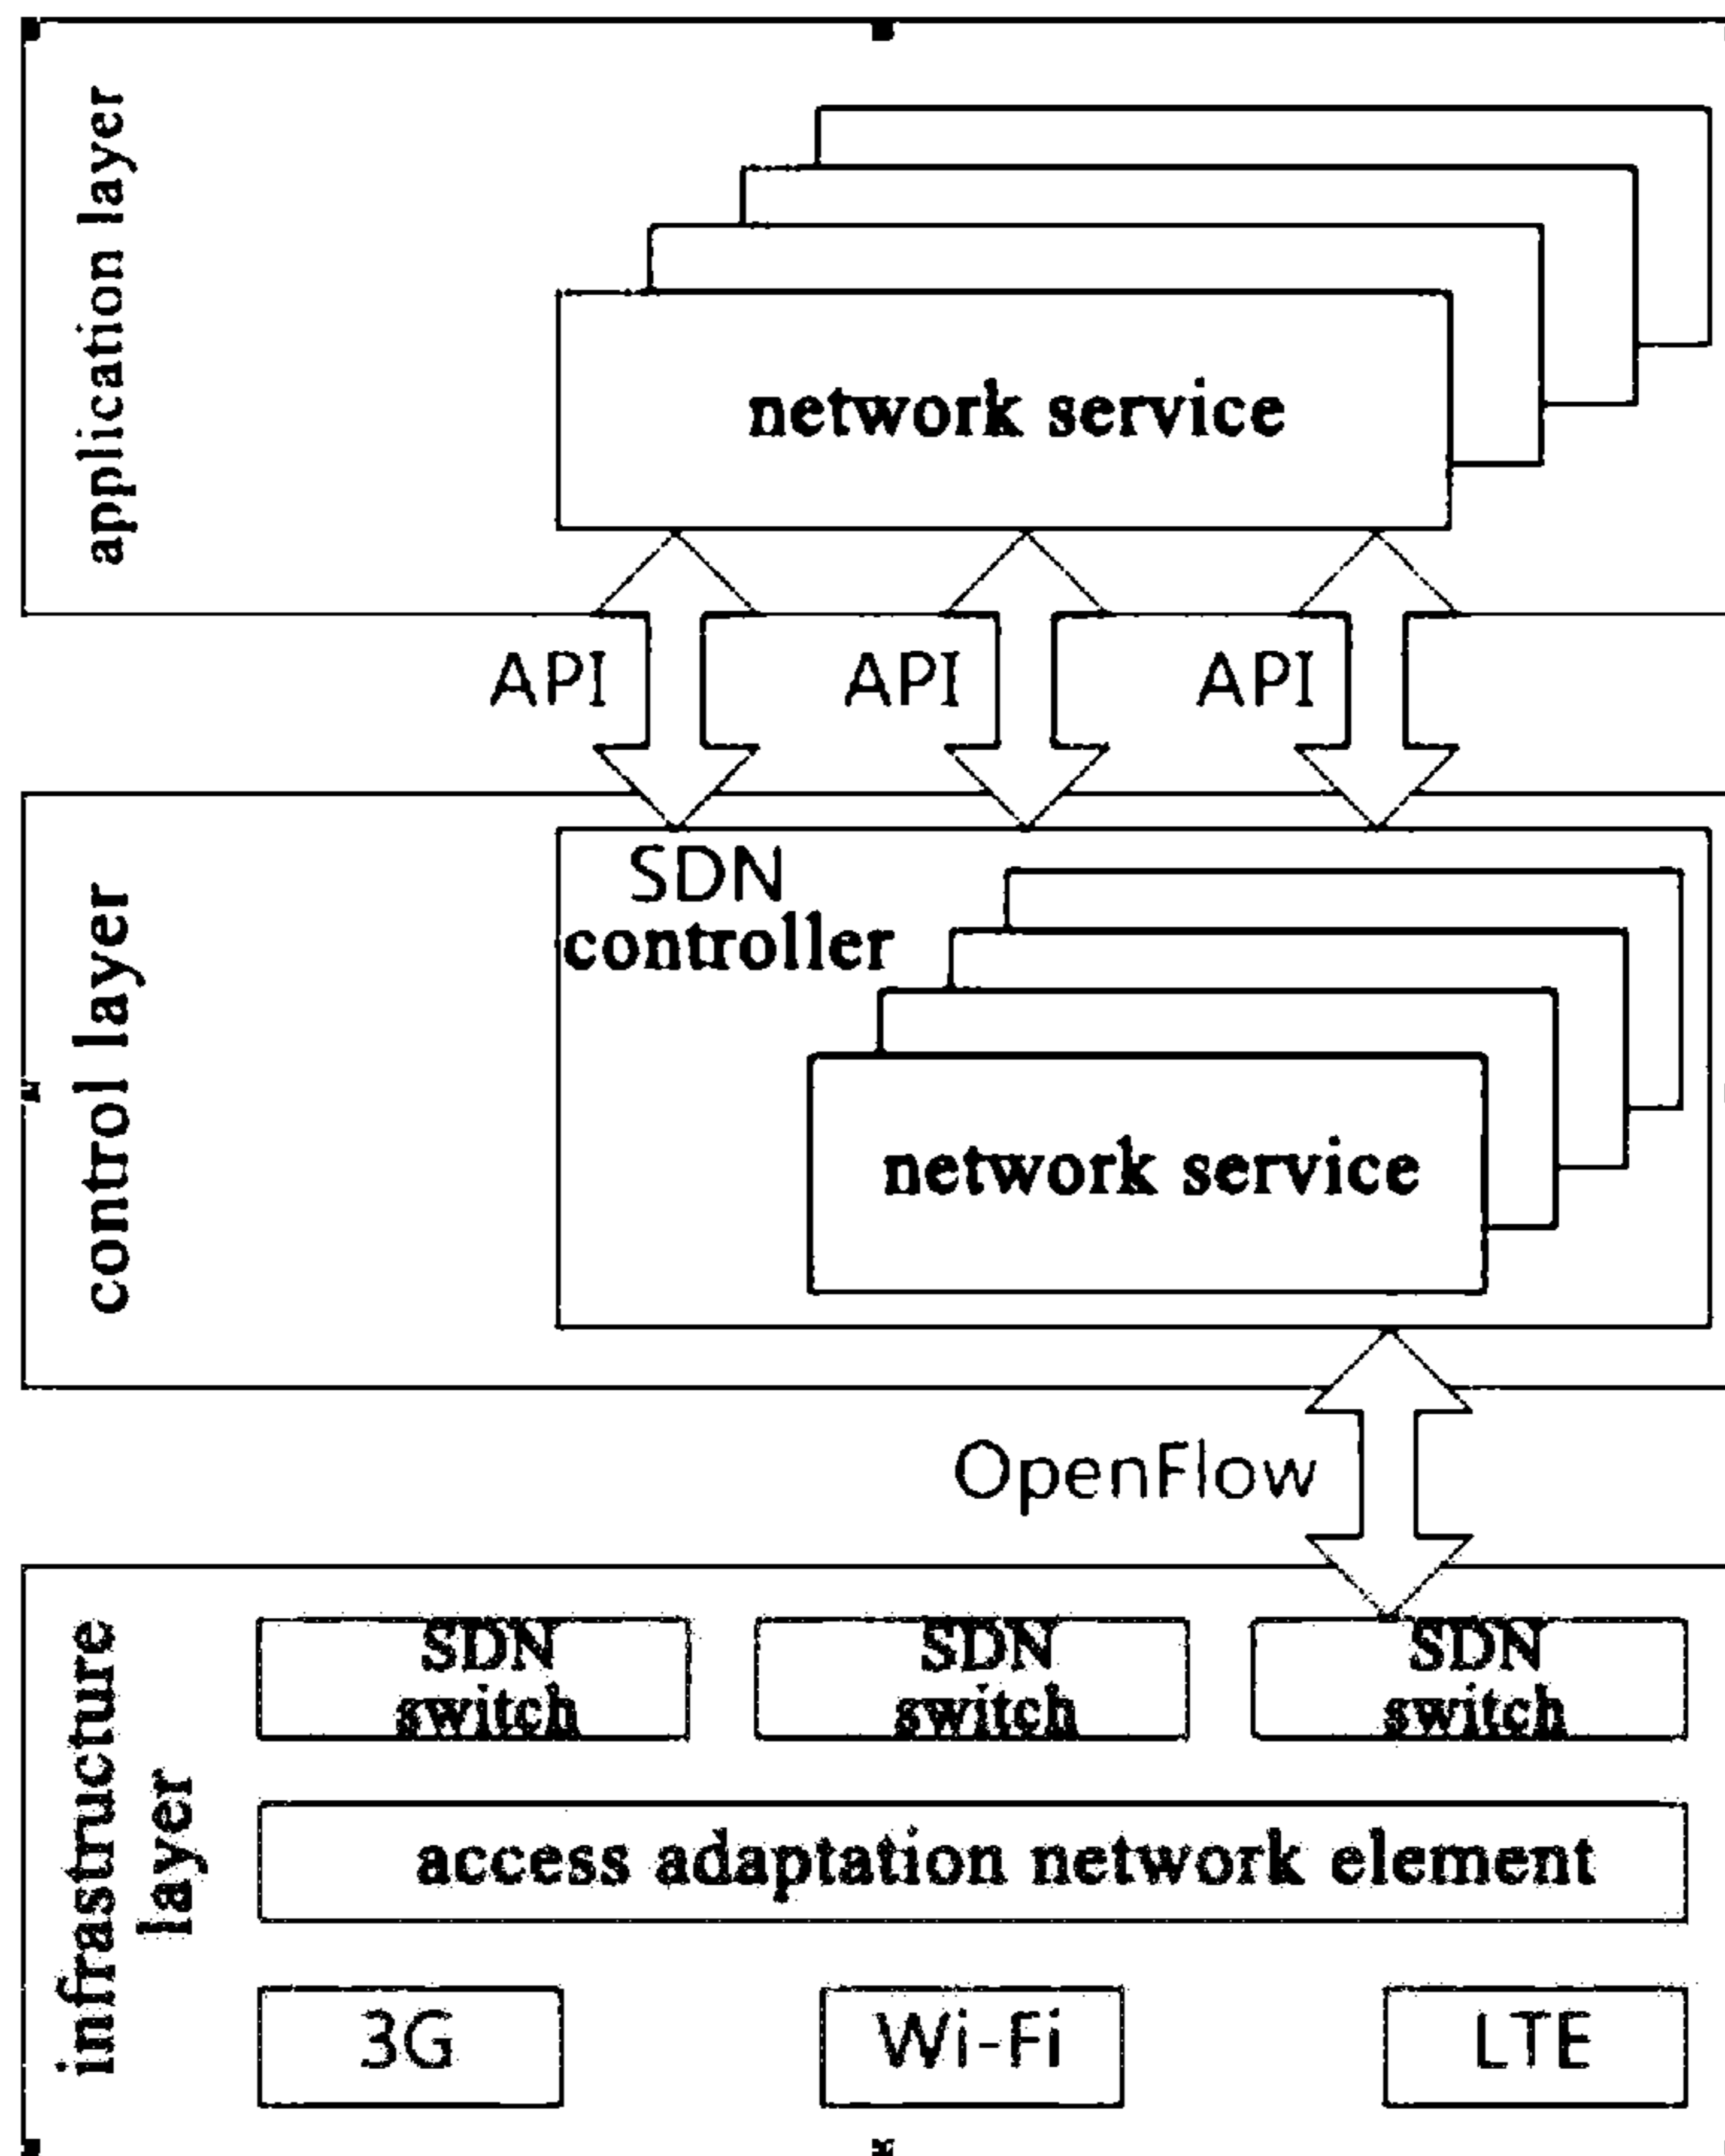 application layer
network service
API API API
control layer
SDN
controller
network service
OpenFlow
infrastructure
layer
SDN
switch
SDN
switch
SDN
switch
access adaptation network element
3G Wi-Fi LTE